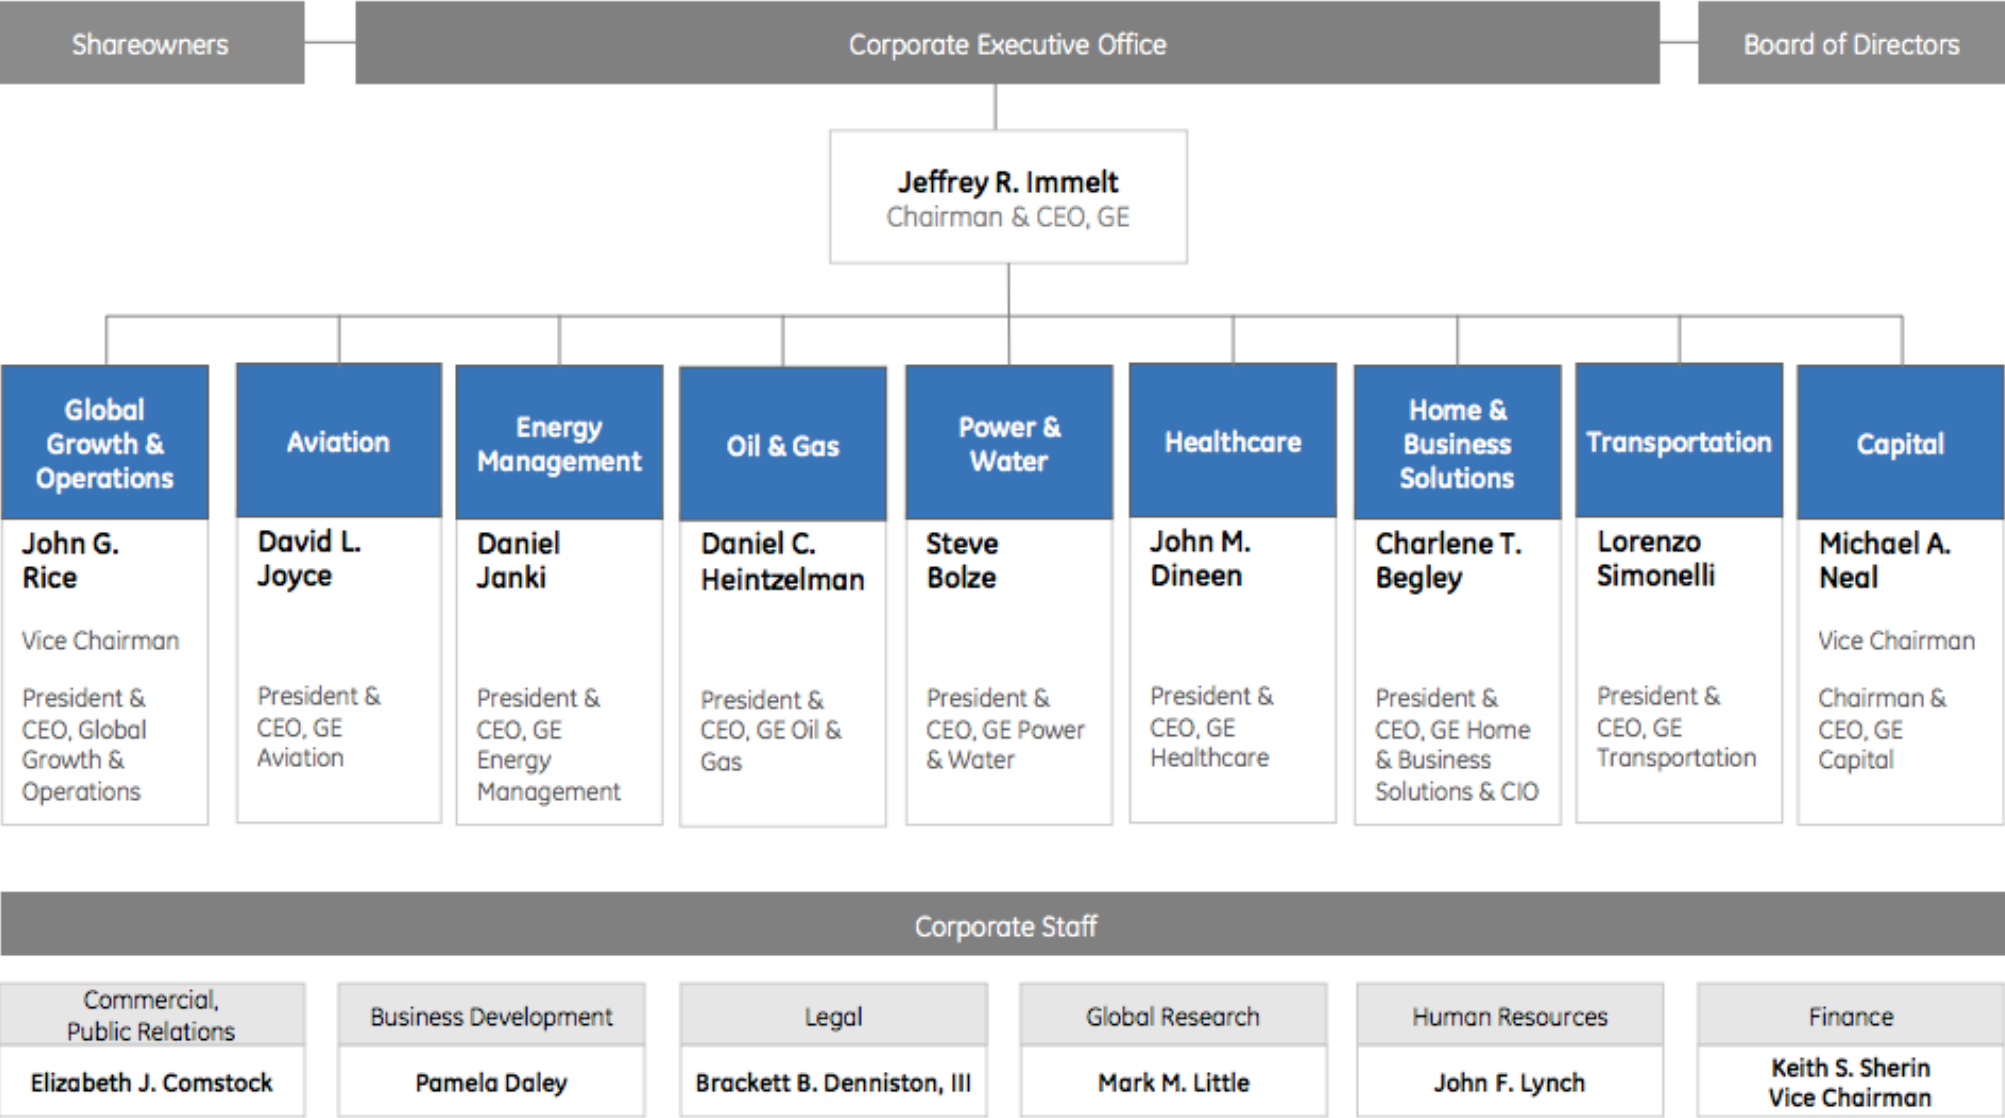 Shareowners
Corporate Executive Office
Board of Directors
Jeffrey R. Immelt
Chairman & CEO, GE
Global
Growth &
Operations
John G.
Rice
Vice Chairman
President &
CEO, Global
Growth &
Operations
Aviation
David L.
Joyce
President &
CEO, GE
Aviation
Energy
Management
Daniel
Janki
President &
CEO, GE
Energy
Management
Oil & Gas
Daniel C.
Heintzelman
President &
CEO, GE Oil &
Gas
Power &
Water
Steve
Bolze
President &
CEO, GE Power
& Water
Healthcare
John M.
Dineen
President &
CEO, GE
Healthcare
Home &
Business
Solutions
Charlene T.
Begley
President &
CEO, GE Home
& Business
Solutions & CIO
Transportation
Lorenzo
Simonelli
President &
CEO, GE
Transportation
Capital
Michael A.
Neal
Vice Chairman
Chairman &
CEO, GE
Capital
Corporate Staff
Commercial,
Public Relations
Elizabeth J. Comstock
Business Development
Pamela Daley
Legal
Brackett B. Denniston, III
Global Research
Mark M. Little
Human Resources
John F. Lynch
Finance
Keith S. Sherin
Vice Chairman